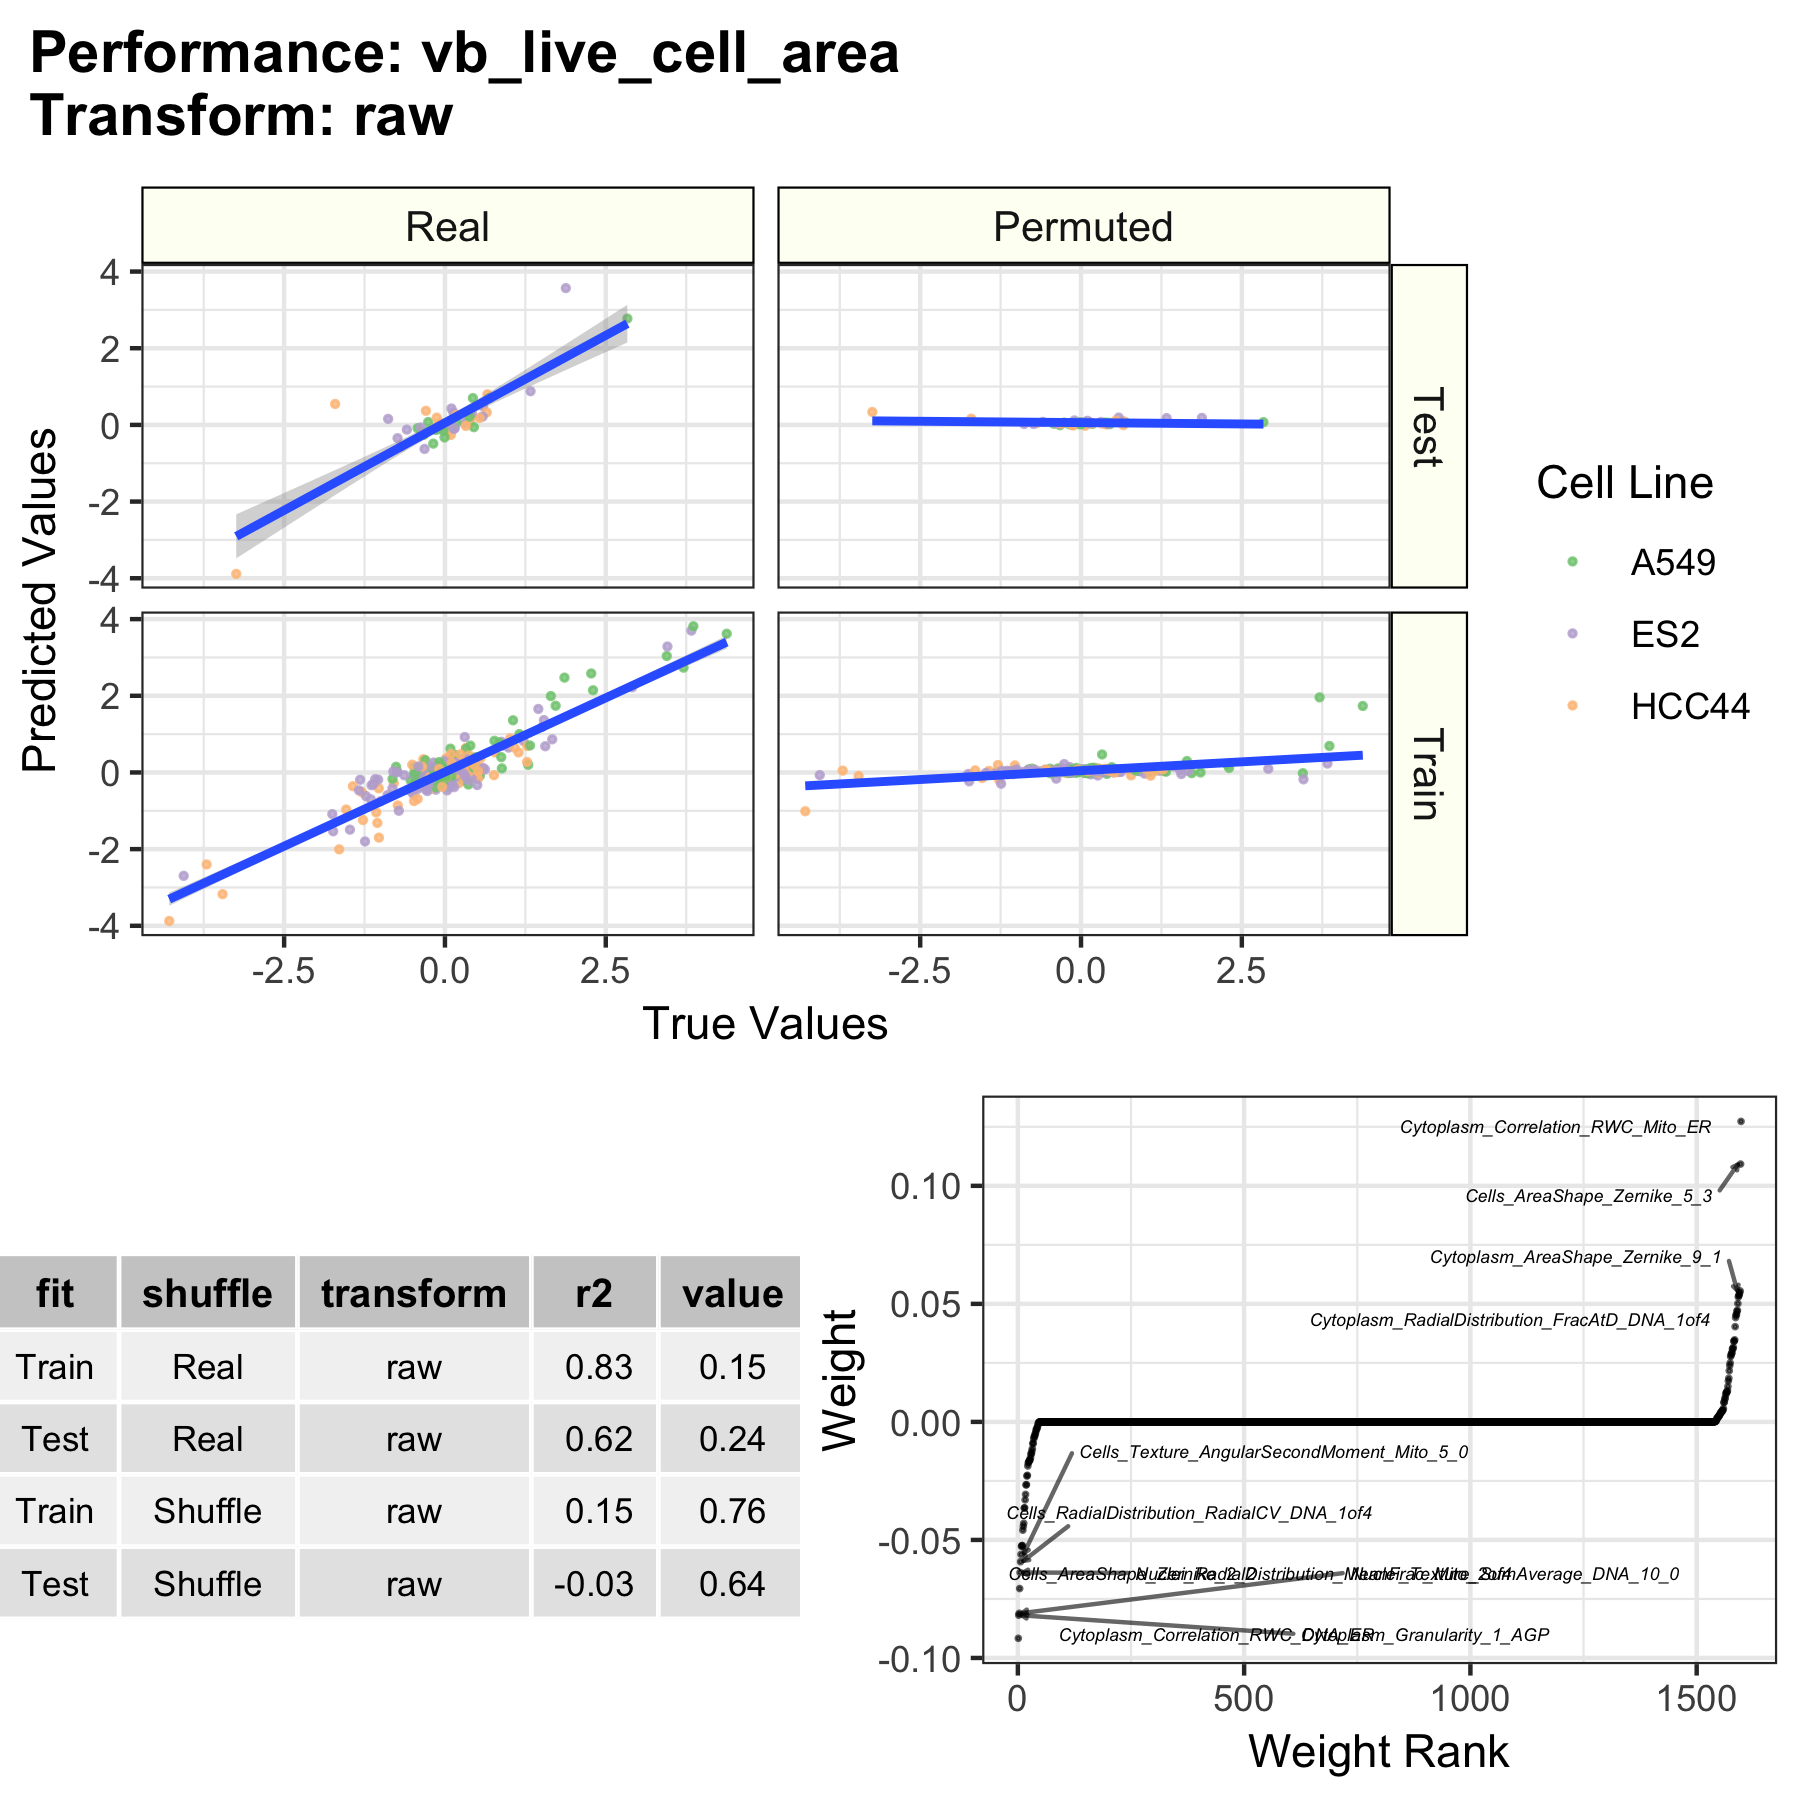 Performance: vb_live_cell_area
Transform: raw
Real
Permuted
4
2
0
-2
-4
Test
4
2
0
-2
-4
Train
Predicted Values
-2.5
0.0
2.5
-2.5
0.0
2.5
True Values
Cell Line
A549
ES2
HCC44
fit shuffle transform r2 value
Train Real raw 0.83 0.15
Test Real raw 0.62 0.24
Train Shuffle raw 0.15 0.76
Test Shuffle raw -0.03 0.64
Weight
0.10
0.05
0.00
-0.05
-0.10
Cytoplasm_Correlation_RWC_Mito_ER
Cells_AreaShape_Zernike_5_3
Cytoplasm_AreaShape_Zernike_9_1
Cytoplasm_RadialDistribution_FracAtD_DNA_1of4
Cells_Texture_AngularSecondMoment_Mito_5_0
Cells_RadialDistribution_RadialCV_DNA_1of4
Cells_AreaShape_Zernike_2_2
Nuclei_RadialDistribution_MeanFrac_Mito_2of4
Nuclei_Texture_SumAverage_DNA_10_0
Cytoplasm_Correlation_RWC_DNA_ER
Cytoplasm_Granularity_1_AGP
0
500
1000
1500
Weight Rank